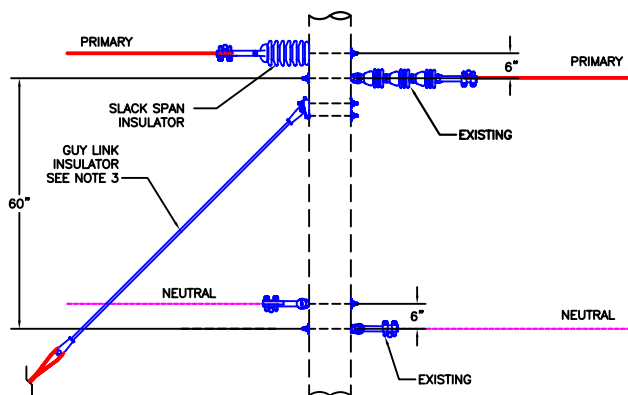 PRIMARY
6"
PRIMARY
SLACK SPAN
INSULATOR
EXISTING
GUY LINK
INSULATOR
SEE NOTE 3
60"
NEUTRAL
6"
NEUTRAL
EXISTING